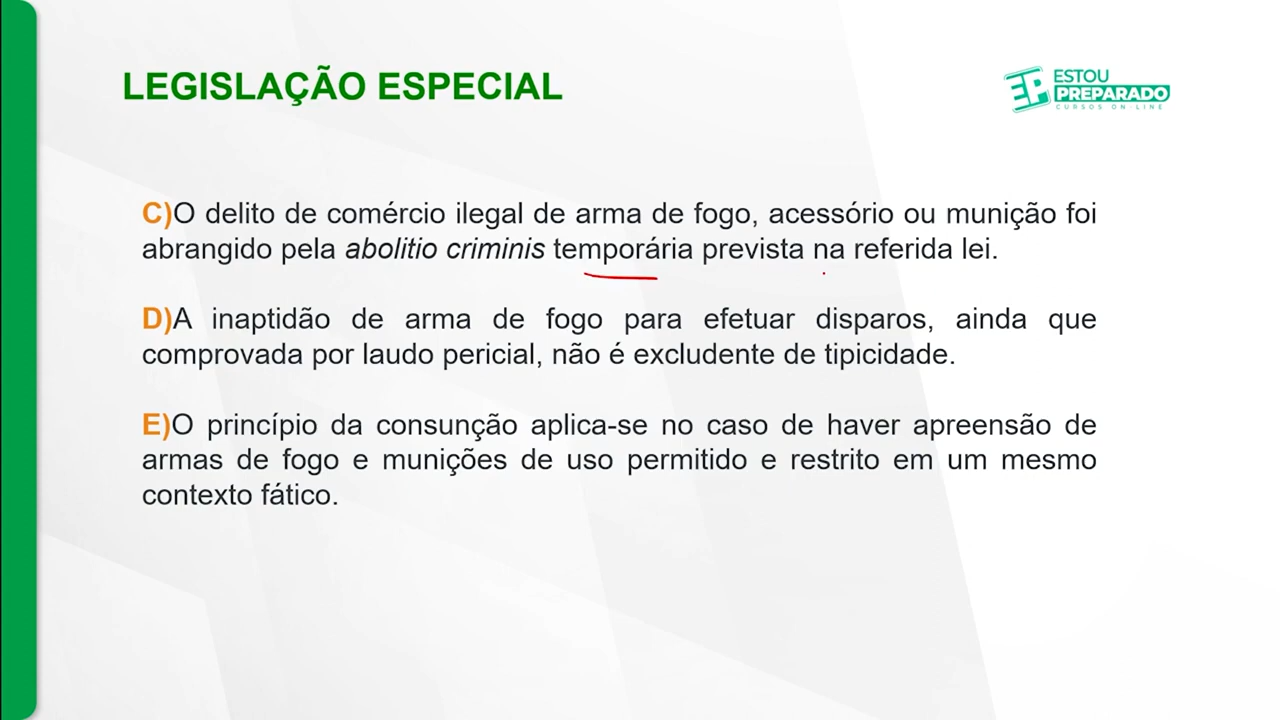 LEGISLAÇÃO ESPECIAL
ESTOU
PREPARADO
CURSOS ON-LINE
C)O delito de comércio ilegal de arma de fogo, acessório ou munição foi
abrangido pela abolitio criminis temporária prevista na referida lei.
D)A inaptidão de arma de fogo para efetuar disparos, ainda que
comprovada por laudo pericial, não é excludente de tipicidade.
E)O princípio da consunção aplica-se no caso de haver apreensão de
armas de fogo e munições de uso permitido e restrito em um mesmo
contexto fático.